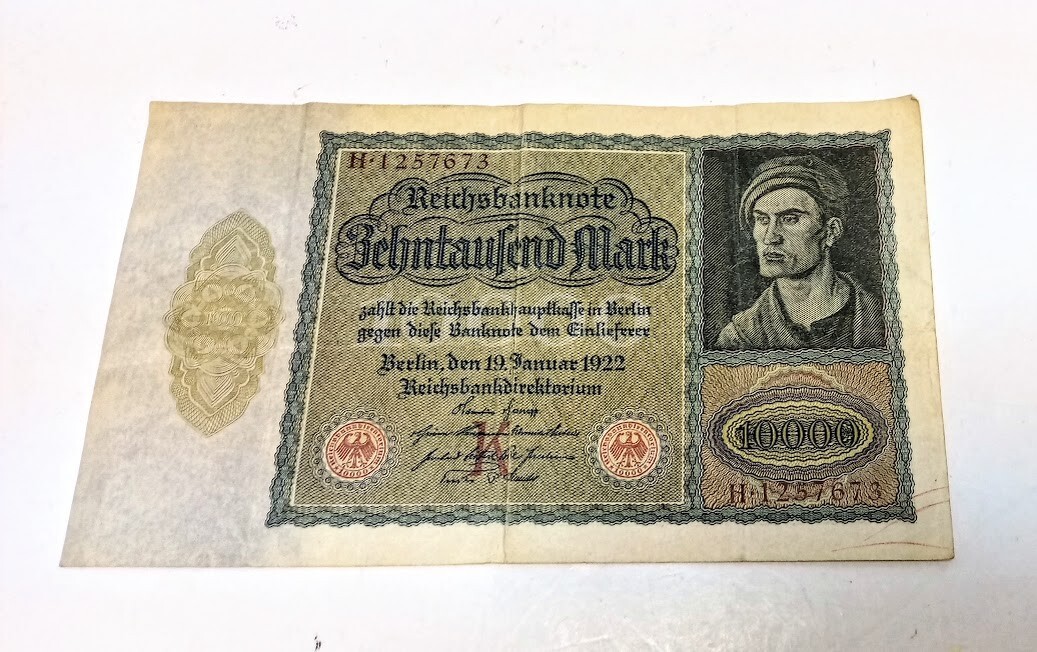 H·1257673
Reichsbanknote
Zehntausend Mark
zahlt die Reichsbankhauptkasse in Berlin
gegen diese Banknote dem Einlieferer
Berlin, den 19. Januar 1922
Reichsbankdirektorium
K
10000
H·1257673